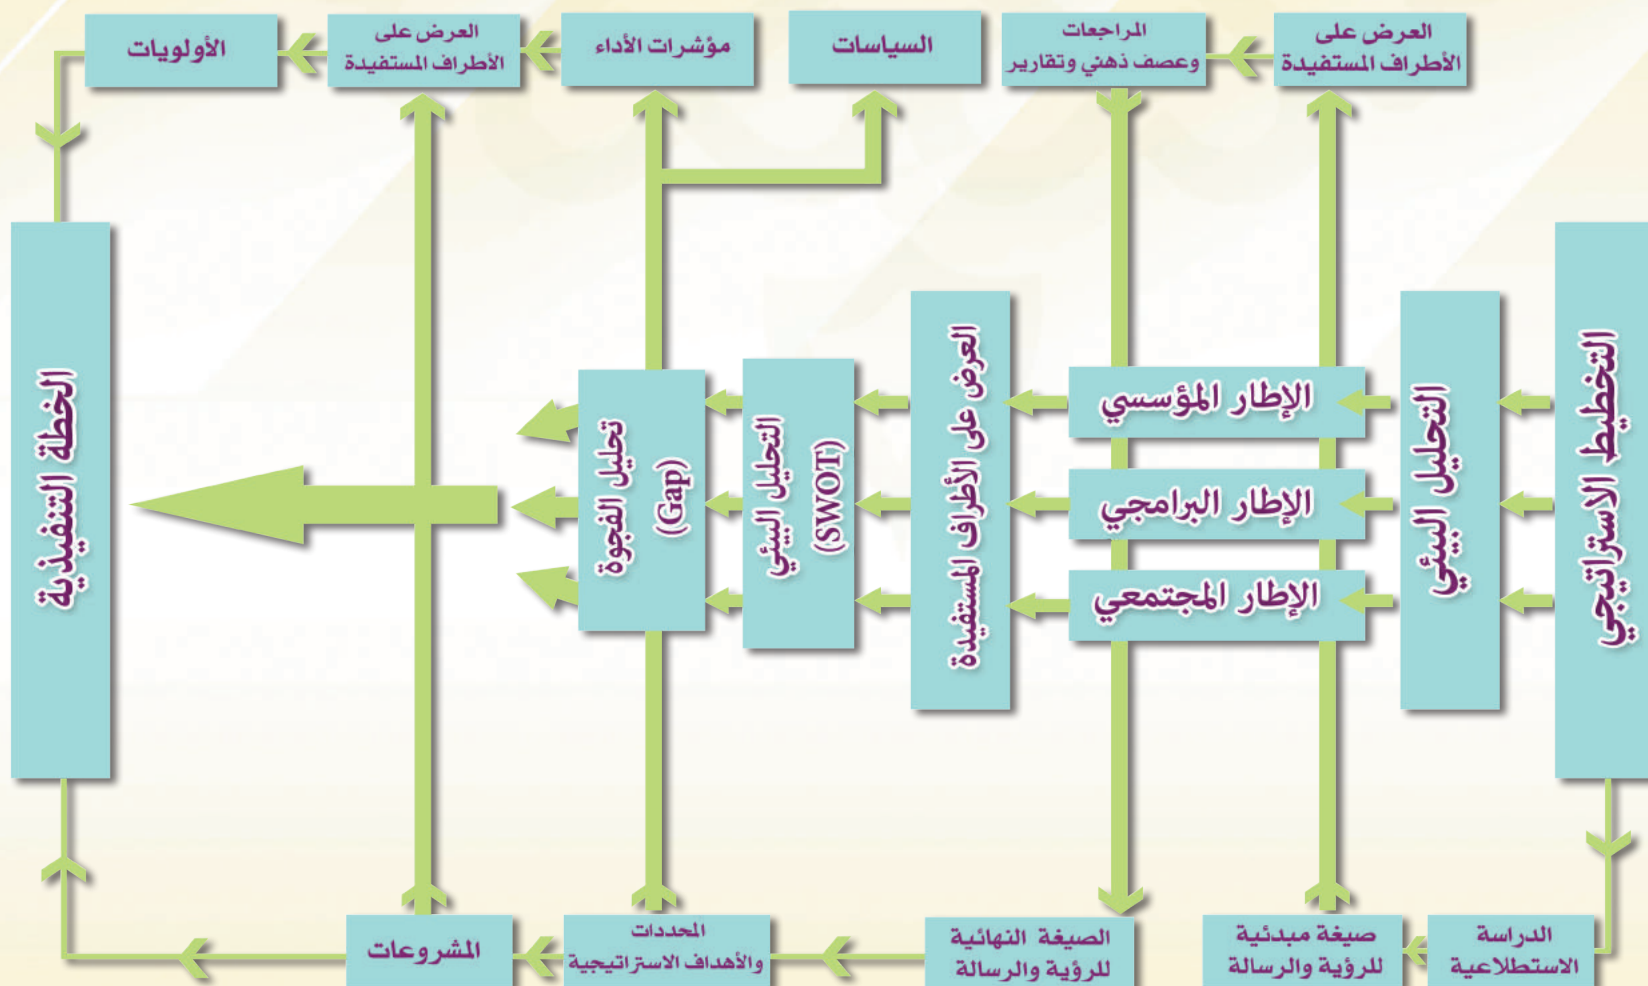 العرض على
الأطراف المستفيدة
المراجعات
وعصف ذهني وتقارير
السياسات
مؤشرات الأداء
العرض على
الأطراف المستفيدة
الأولويات
التخطيط الاستراتيجي
التحليل البيئي
الإطار المؤسسي
الإطار البرامجي
الإطار المجتمعي
العرض على الأطراف المستفيدة
التحليل البيئي
(SWOT)
تحليل الفجوة
(Gap)
الخطة التنفيذية
الدراسة
الاستطلاعية
صيغة مبدئية
للرؤية والرسالة
الصيغة النهائية
للرؤية والرسالة
المحددات
والأهداف الاستراتيجية
المشروعات